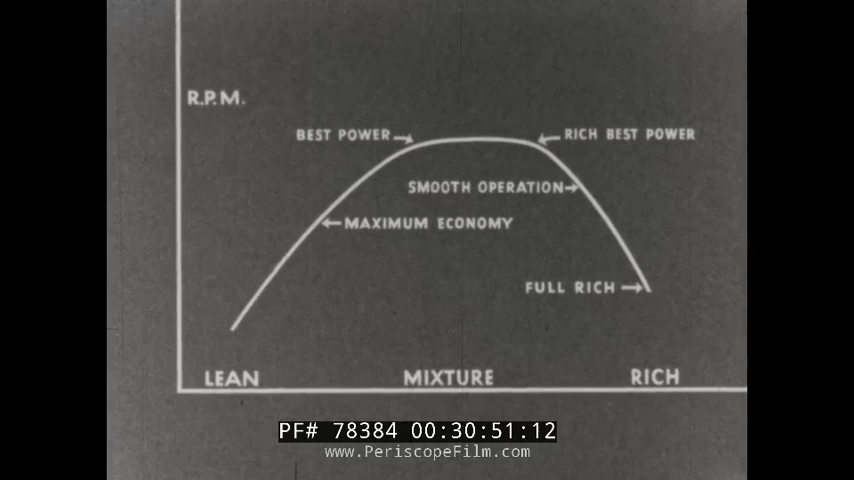 R.P.M.
BEST POWER
RICH BEST POWER
SMOOTH OPERATION
MAXIMUM ECONOMY
FULL RICH
LEAN MIXTURE RICH
PF# 78384 00:30:51:12
www.PeriscopeFilm.com